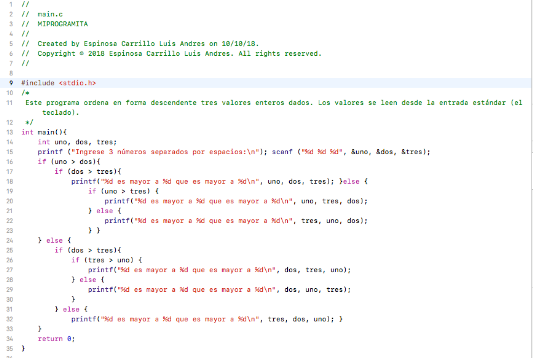 1 //
2 // main.c
3 // MIPROGRAMITA
4 //
5 // Created by Espinosa Carrillo Luis Andres on 10/10/18.
6 // Copyright © 2018 Espinosa Carrillo Luis Andres. All rights reserved.
7 //
8
9 #include <stdio.h>
10 /*
11 Este programa ordena en forma descendente tres valores enteros dados. Los valores se leen desde la entrada estándar (el
teclado).
12 */
13 int main(){
14 int uno, dos, tres;
15 printf ("Ingrese 3 números separados por espacios:\n"); scanf ("%d %d %d", &uno, &dos, &tres);
16 if (uno > dos){
17 if (dos > tres){
18 printf("%d es mayor a %d que es mayor a %d\n", uno, dos, tres); }else {
19 if (uno > tres) {
20 printf("%d es mayor a %d que es mayor a %d\n", uno, tres, dos);
21 } else {
22 printf("%d es mayor a %d que es mayor a %d\n", tres, uno, dos);
23 } }
24 } else {
25 if (dos > tres){
26 if (tres > uno) {
27 printf("%d es mayor a %d que es mayor a %d\n", dos, tres, uno);
28 } else {
29 printf("%d es mayor a %d que es mayor a %d\n", dos, uno, tres);
30 }
31 } else {
32 printf("%d es mayor a %d que es mayor a %d\n", tres, dos, uno); }
33 }
34 return 0;
35 }